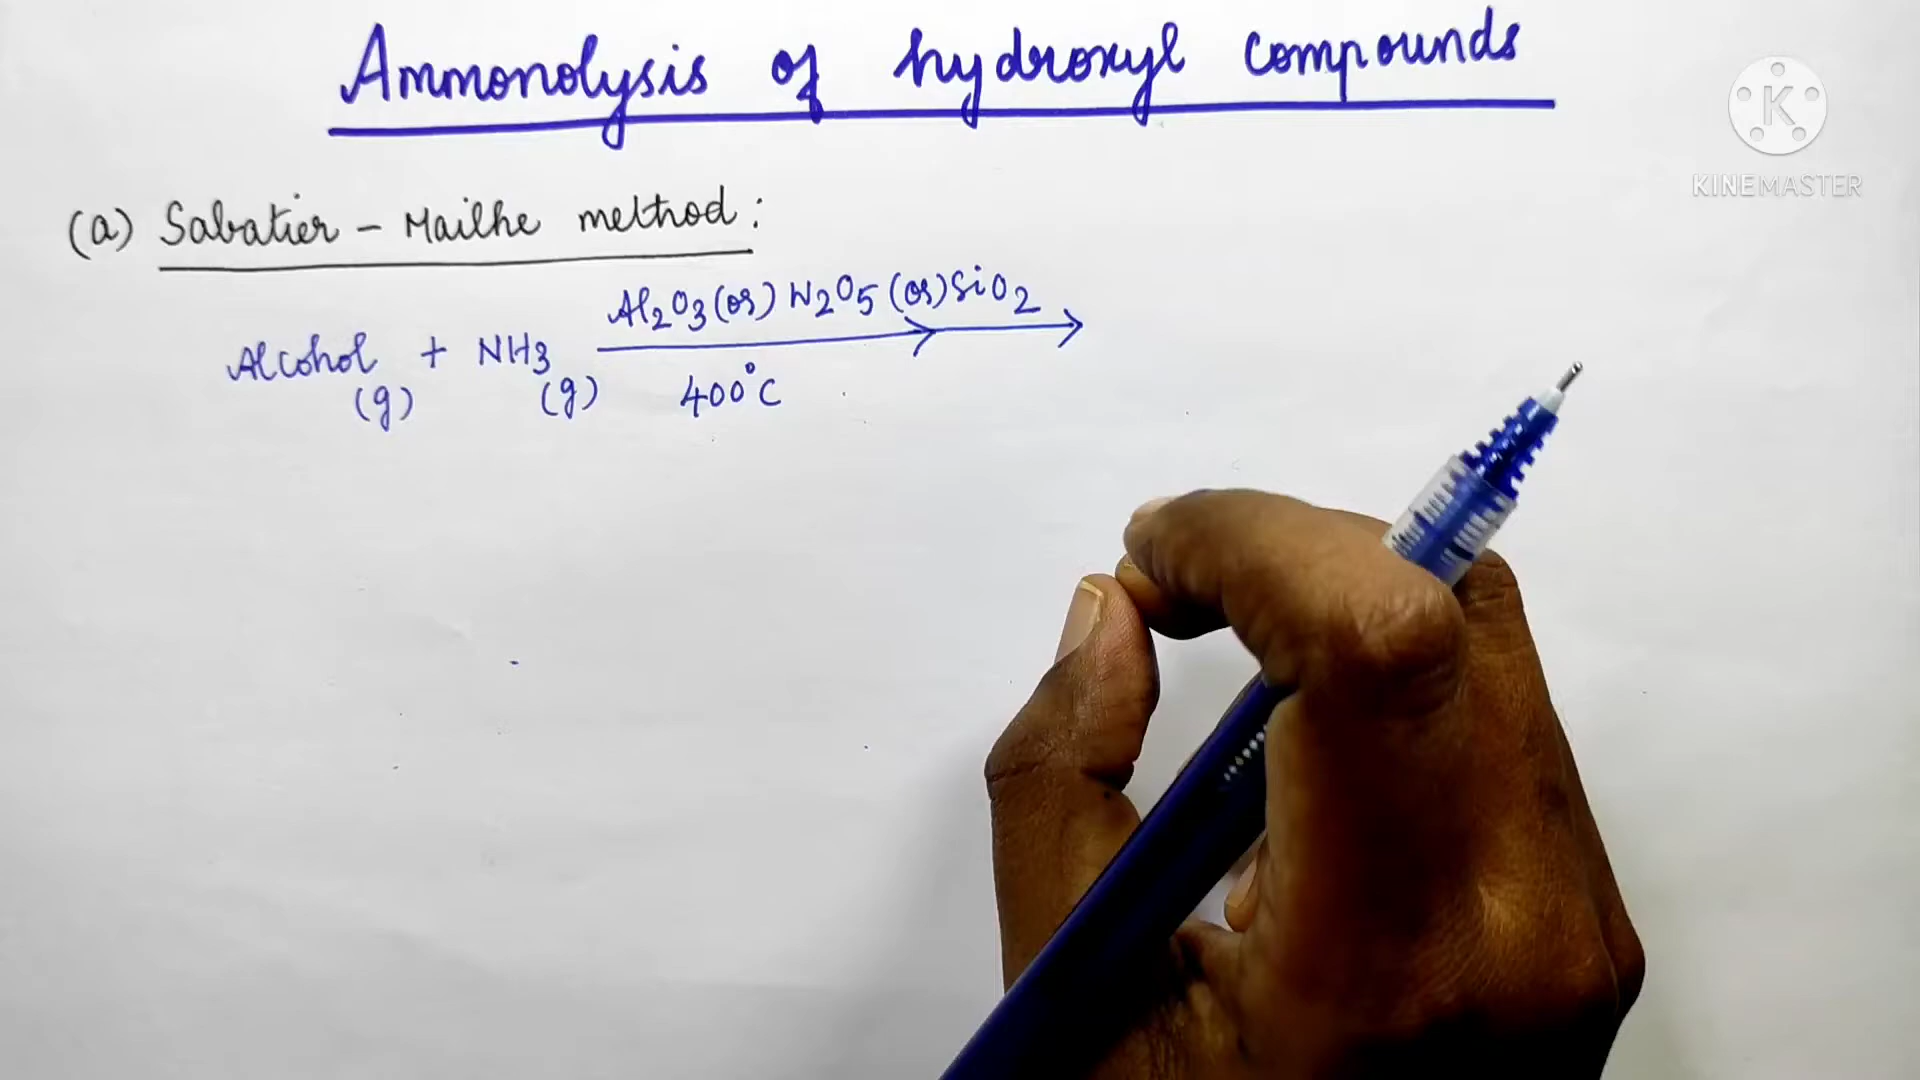 Ammonolysis of hydroxyl compounds
K
KINEMASTER
(a) Sabatier - Mailhe method:
Al2O3 (or) W2O5 (or) SiO2
Alcohol + NH3
(g) (g) 400°C